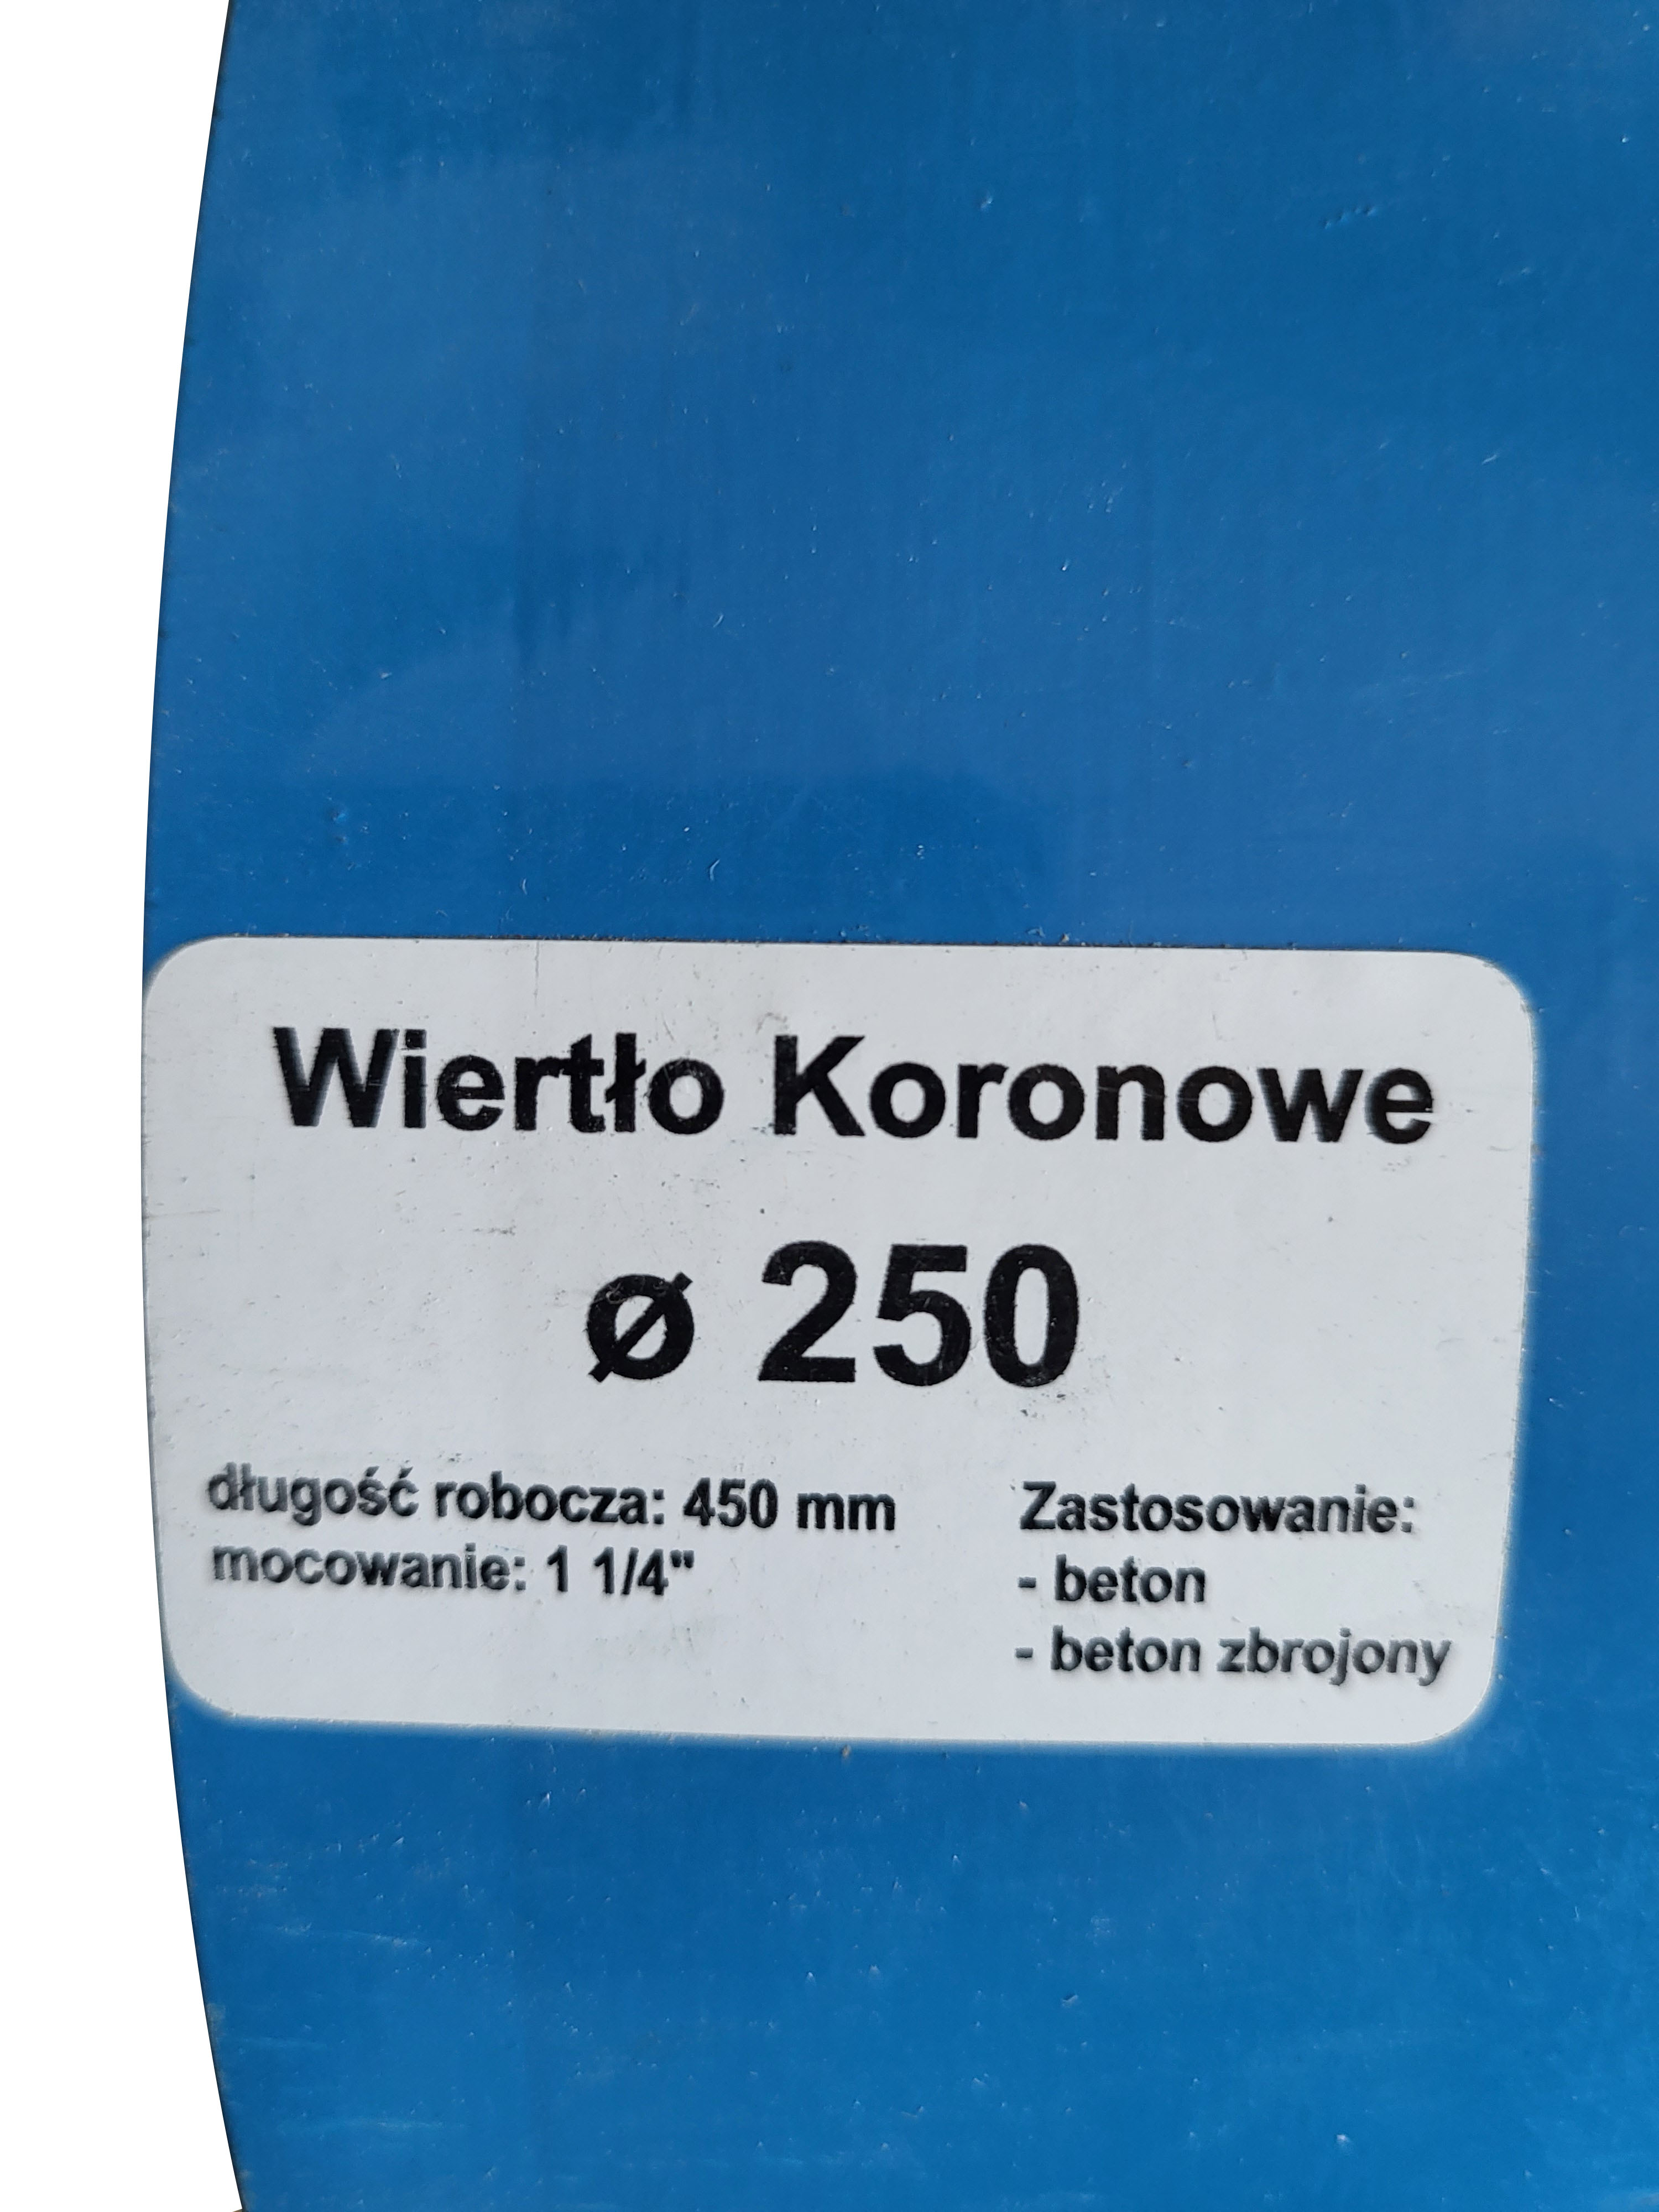 Wiertło Koronowe
ø 250
długość robocza: 450 mm
mocowanie: 1 1/4"
Zastosowanie:
- beton
- beton zbrojony